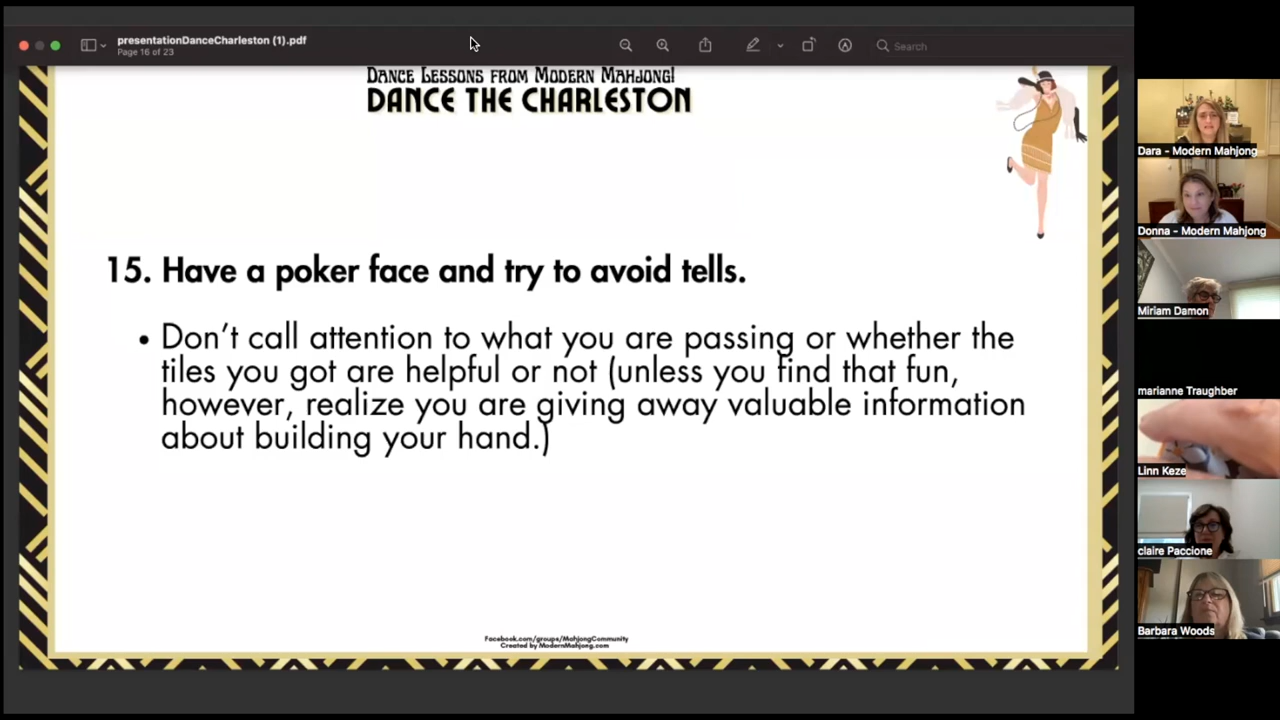 presentationDanceCharleston (1).pdf
Page 16 of 23
Search
Dance Lessons from Modern Mahjong!
DANCE THE CHARLESTON
15. Have a poker face and try to avoid tells.
• Don't call attention to what you are passing or whether the
tiles you got are helpful or not (unless you find that fun,
however, realize you are giving away valuable information
about building your hand.)
Facebook.com/groups/MahjongCommunity
Created by ModernMahjong.com
Dara - Modern Mahjong
Donna - Modern Mahjong
Miriam Damon
marianne Traughber
Linn Keze
claire Paccione
Barbara Woods